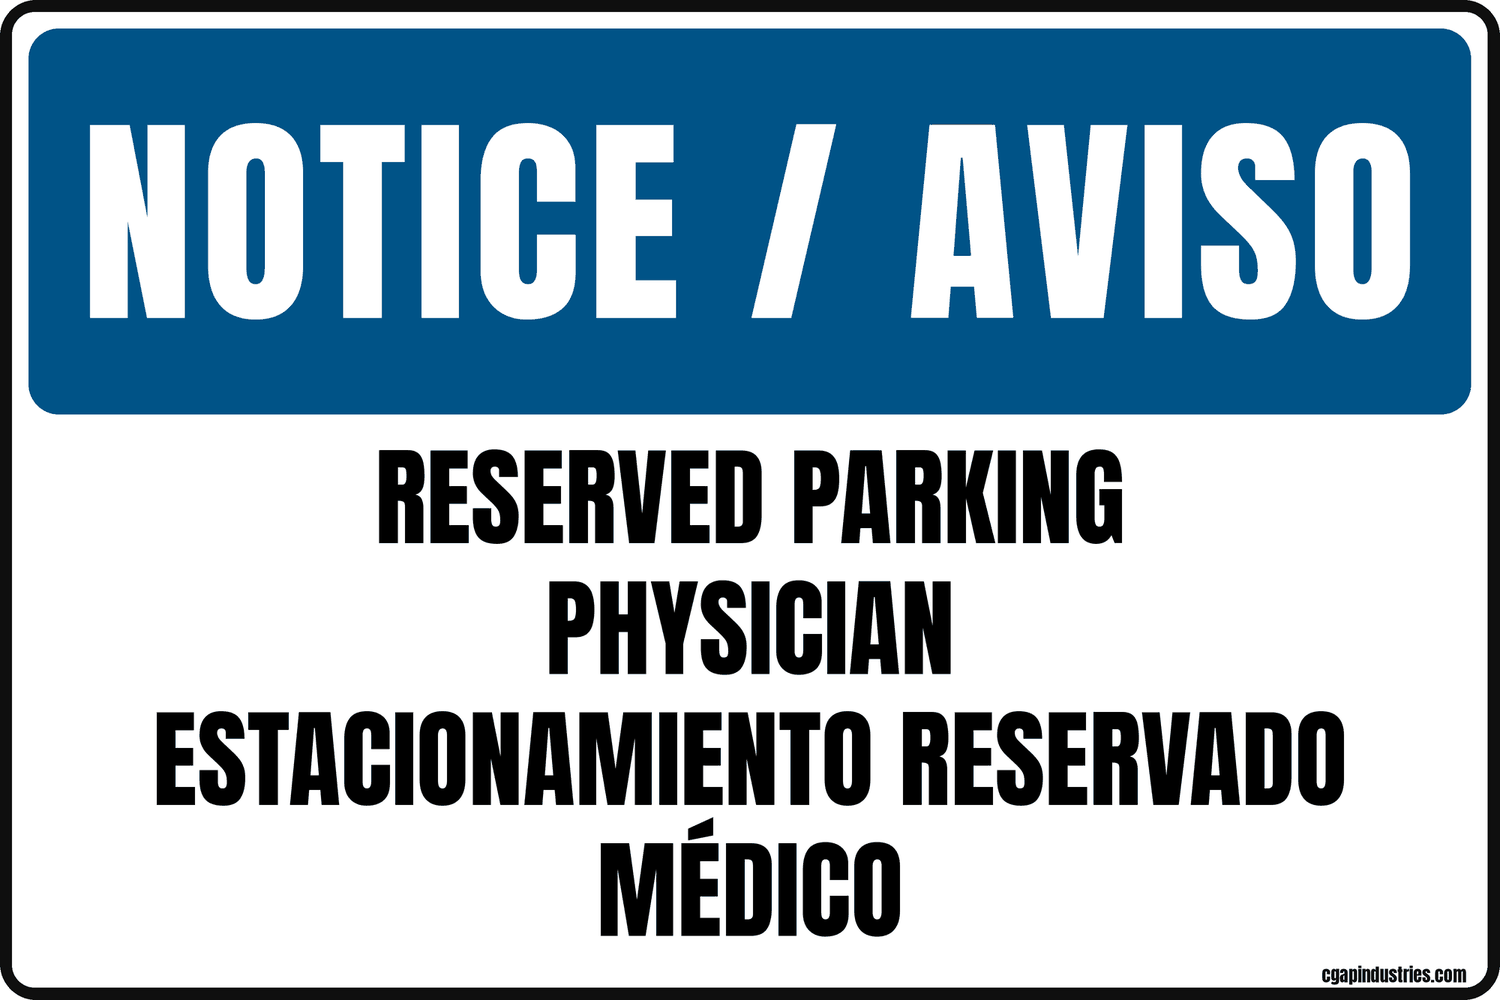 NOTICE / AVISO
RESERVED PARKING
PHYSICIAN
ESTACIONAMIENTO RESERVADO
MÉDICO
cgapindustries.com